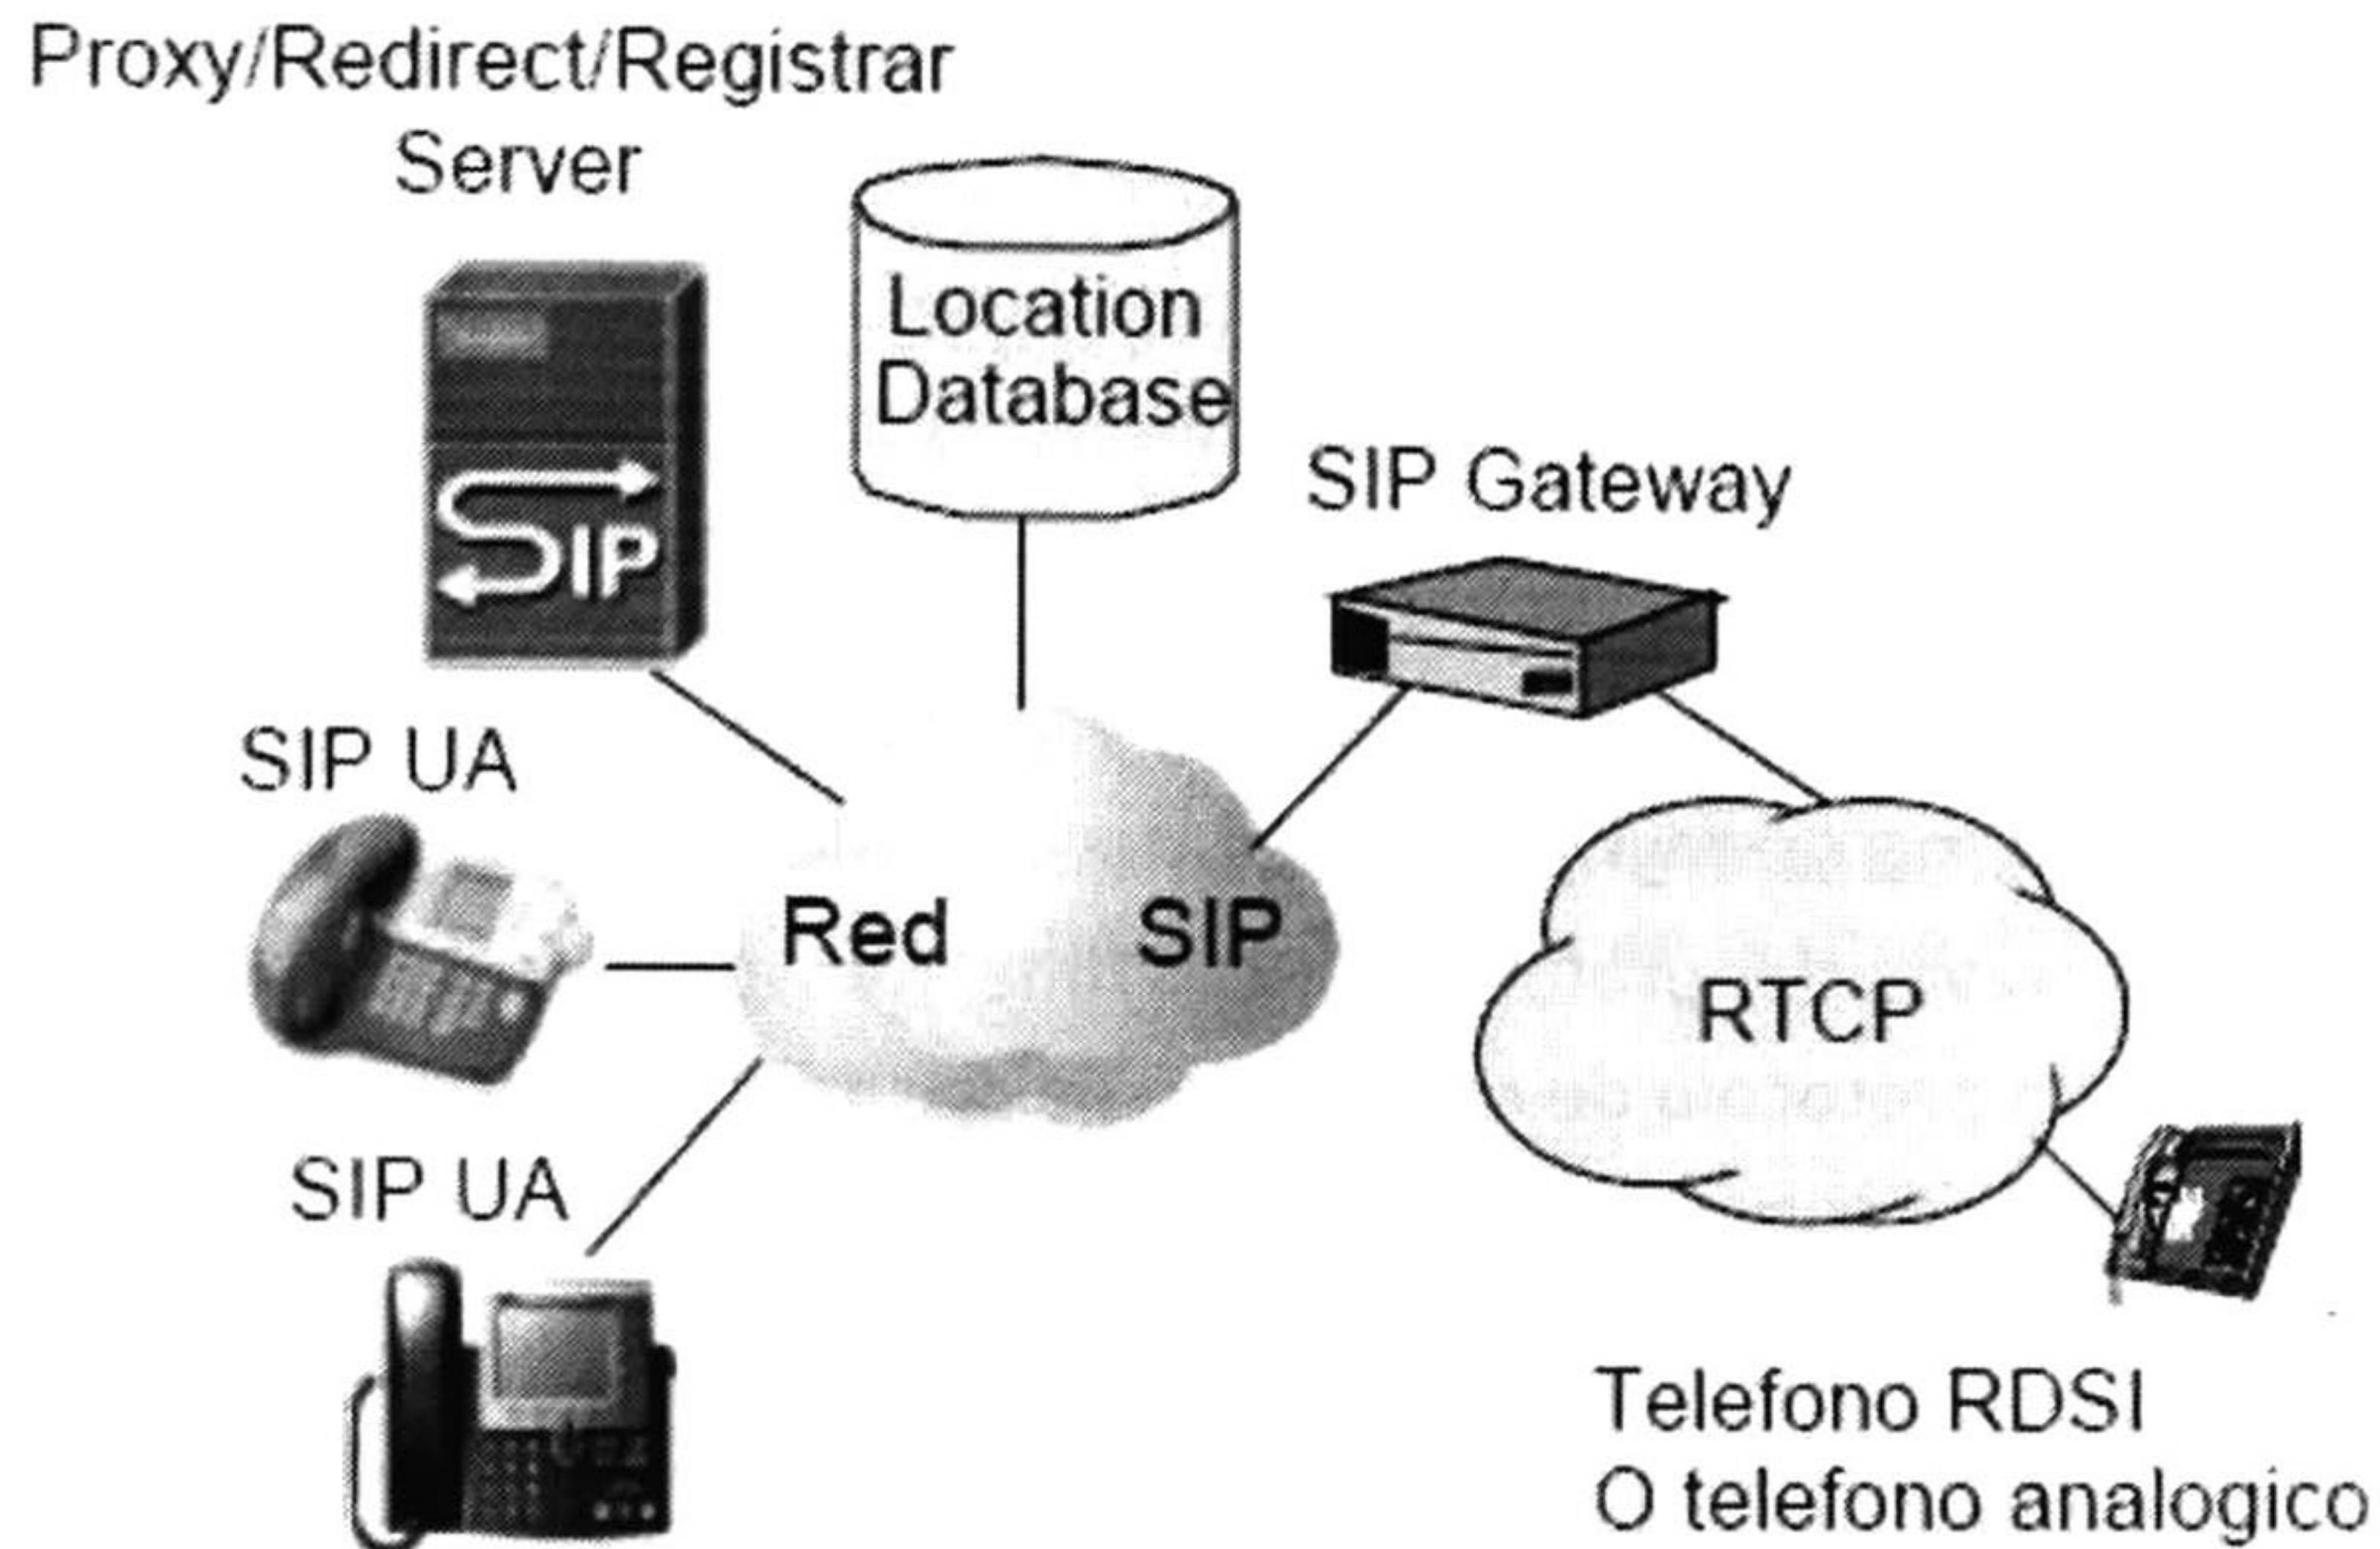 Proxy/Redirect/Registrar
Server
Location
Database
SIP Gateway
SIP
SIP UA
Red SIP
RTCP
SIP UA
Telefono RDSI
O telefono analogico